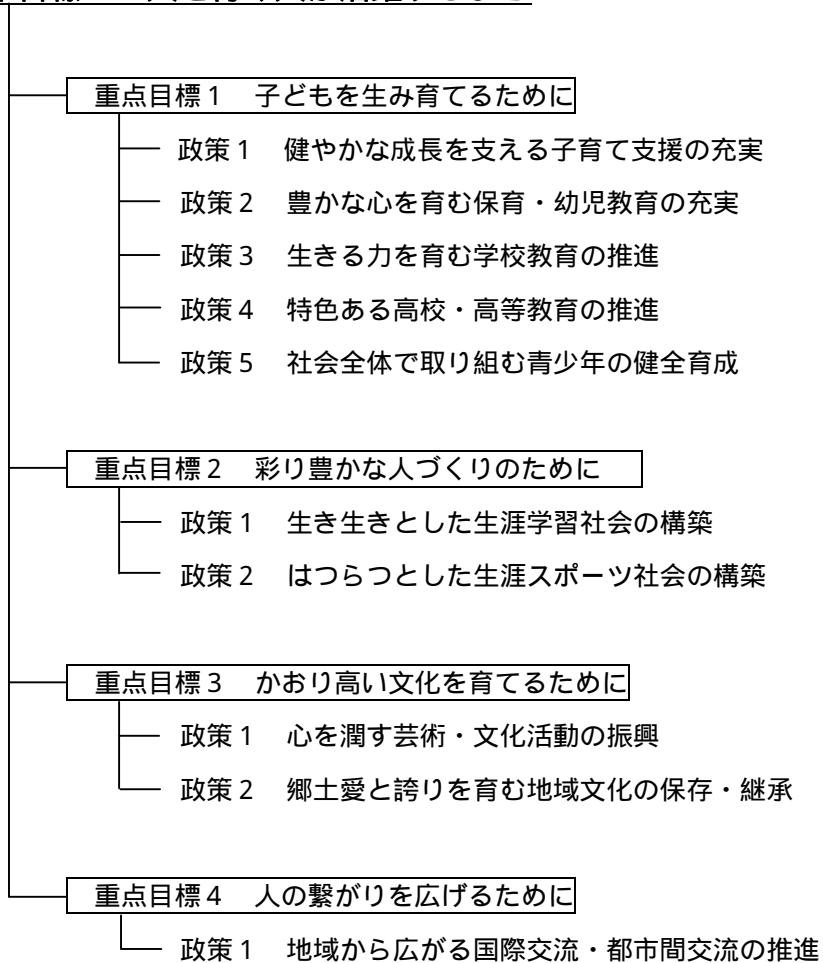 重点目標1　子どもを生み育てるために
政策1　健やかな成長を支える子育て支援の充実
政策2　豊かな心を育む保育・幼児教育の充実
政策3　生きる力を育む学校教育の推進
政策4　特色ある高校・高等教育の推進
政策5　社会全体で取り組む青少年の健全育成
重点目標2　彩り豊かな人づくりのために
政策1　生き生きとした生涯学習社会の構築
政策2　はつらつとした生涯スポーツ社会の構築
重点目標3　かおり高い文化を育てるために
政策1　心を潤す芸術・文化活動の振興
政策2　郷土愛と誇りを育む地域文化の保存・継承
重点目標4　人の繋がりを広げるために
政策1　地域から広がる国際交流・都市間交流の推進